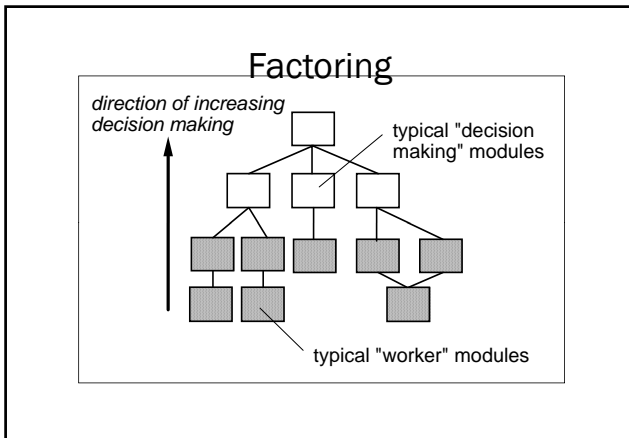 Factoring
direction of increasing
decision making
typical "decision
making" modules
typical "worker" modules